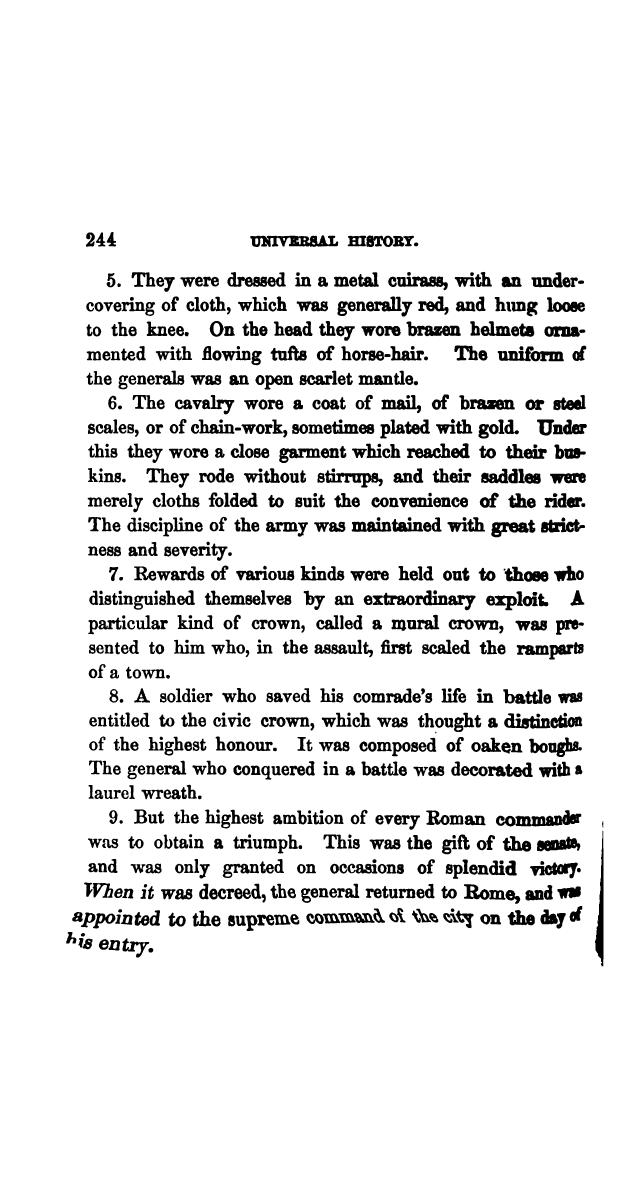 244 UNIVERSAL HISTORY.
5. They were dressed in a metal cuirass, with an under-
covering of cloth, which was generally red, and hung loose
to the knee. On the head they wore brazen helmets orna-
mented with flowing tufts of horse-hair. The uniform of
the generals was an open scarlet mantle.
6. The cavalry wore a coat of mail, of brazen or steel
scales, or of chain-work, sometimes plated with gold. Under
this they wore a close garment which reached to their bus-
kins. They rode without stirrups, and their saddles were
merely cloths folded to suit the convenience of the rider.
The discipline of the army was maintained with great strict-
ness and severity.
7. Rewards of various kinds were held out to those who
distinguished themselves by an extraordinary exploit. A
particular kind of crown, called a mural crown, was pre-
sented to him who, in the assault, first scaled the ramparts
of a town.
8. A soldier who saved his comrade's life in battle was
entitled to the civic crown, which was thought a distinction
of the highest honour. It was composed of oaken boughs.
The general who conquered in a battle was decorated with a
laurel wreath.
9. But the highest ambition of every Roman commander
was to obtain a triumph. This was the gift of the senate,
and was only granted on occasions of splendid victory.
When it was decreed, the general returned to Rome, and was
appointed to the supreme command of the city on the day of
his entry.